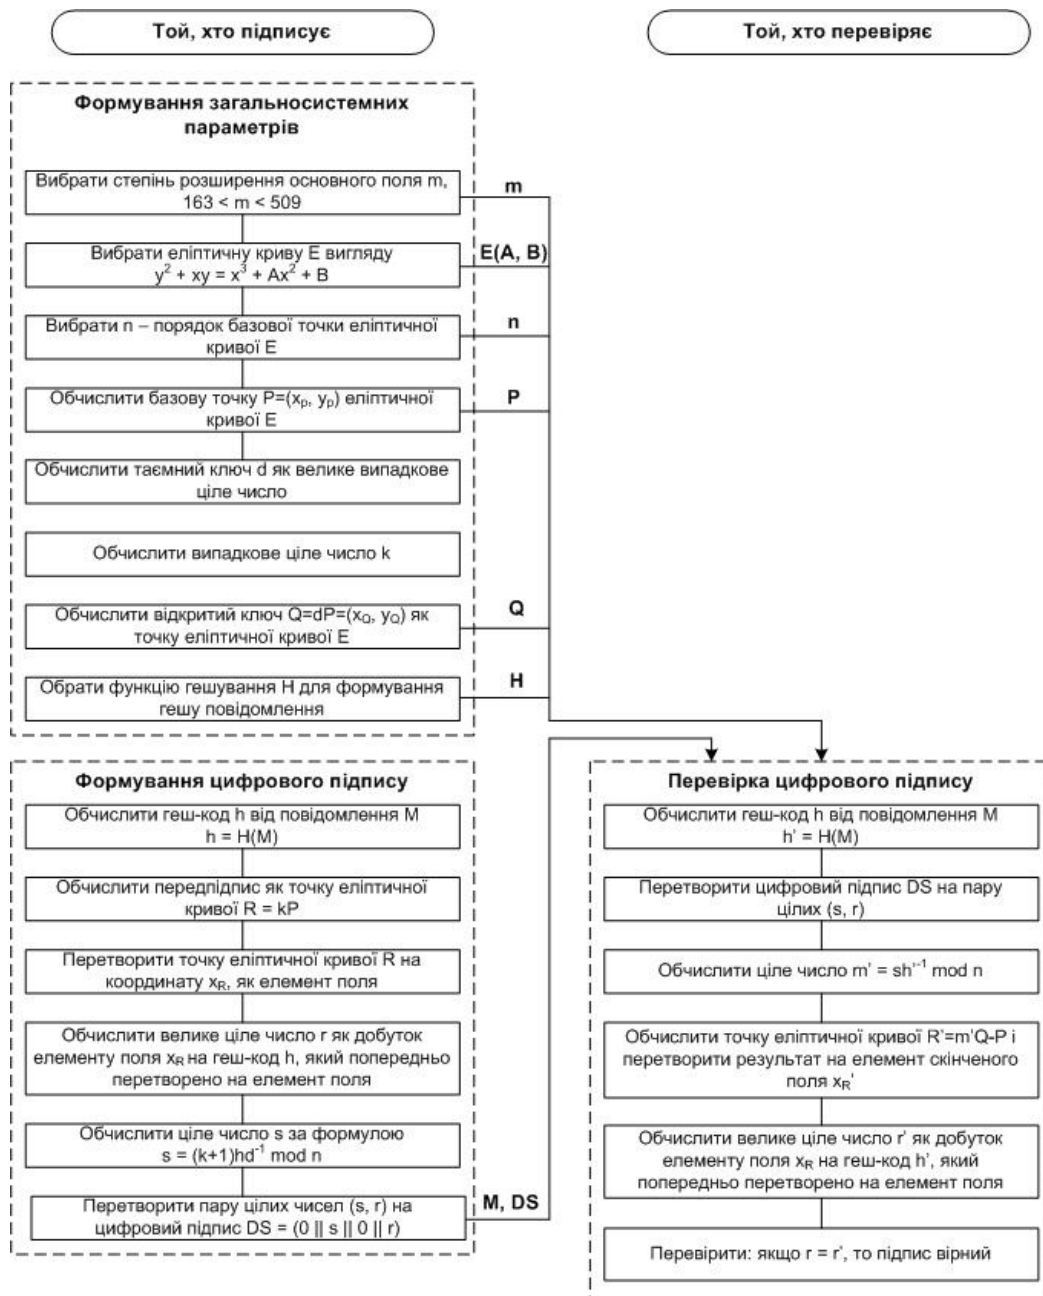 Той, хто підписує
Той, хто перевіряє
Формування загальносистемних
параметрів
Вибрати степінь розширення основного поля m,
163 < m < 509
m
Вибрати еліптичну криву E вигляду
y² + xy = x³ + Ax² + B
E(A, B)
Вибрати n – порядок базової точки еліптичної
кривої E
n
Обчислити базову точку P=(xₚ, yₚ) еліптичної
кривої E
P
Обчислити таємний ключ d як велике випадкове
ціле число
Обчислити випадкове ціле число k
Обчислити відкритий ключ Q=dP=(x_Q, y_Q) як
точку еліптичної кривої E
Q
Обрати функцію гешування H для формування
гешу повідомлення
H
Формування цифрового підпису
Обчислити геш-код h від повідомлення M
h = H(M)
Обчислити передпідпис як точку еліптичної
кривої R = kP
Перетворити точку еліптичної кривої R на
координату x_R, як елемент поля
Обчислити велике ціле число r як добуток
елементу поля x_R на геш-код h, який попередньо
перетворено на елемент поля
Обчислити ціле число s за формулою
s = (k+1)hd⁻¹ mod n
Перетворити пару цілих чисел (s, r) на
цифровий підпис DS = (0 || s || 0 || r)
M, DS
Перевірка цифрового підпису
Обчислити геш-код h від повідомлення M
h’ = H(M)
Перетворити цифровий підпис DS на пару
цілих (s, r)
Обчислити ціле число m’ = sh’⁻¹ mod n
Обчислити точку еліптичної кривої R’=m’Q-P і
перетворити результат на елемент скінченого
поля x_R’
Обчислити велике ціле число r’ як добуток
елементу поля x_R на геш-код h’, який
попередньо перетворено на елемент поля
Перевірити: якщо r = r’, то підпис вірний